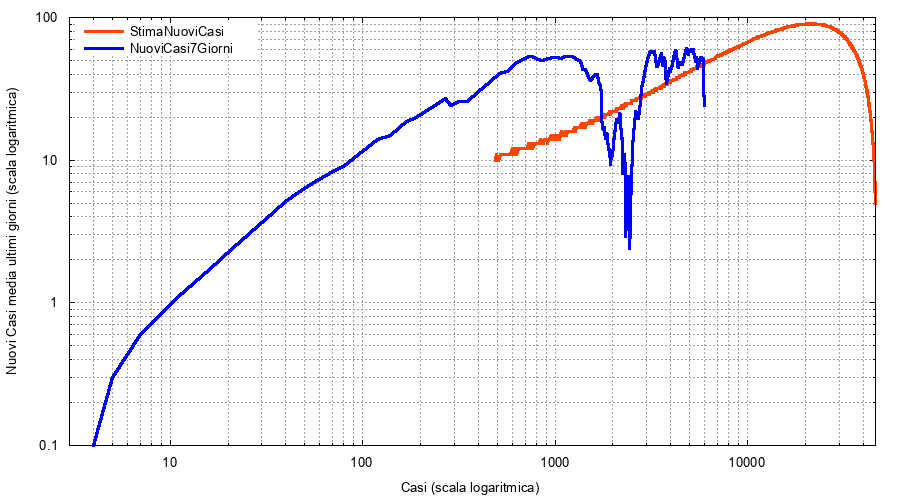 StimaNuoviCasi
NuoviCasi7Giorni
Nuovi Casi media ultimi giorni (scala logaritmica)
100
10
1
0.1
10
100
1000
10000
Casi (scala logaritmica)